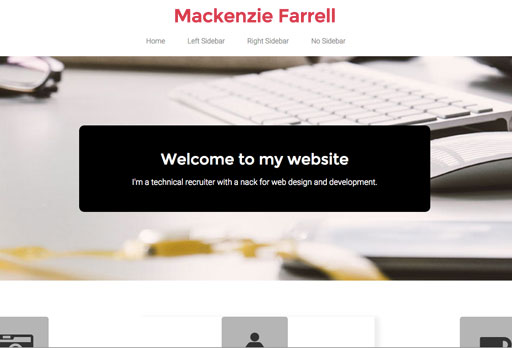 Mackenzie Farrell
Home Left Sidebar Right Sidebar No Sidebar
Welcome to my website
I'm a technical recruiter with a nack for web design and development.